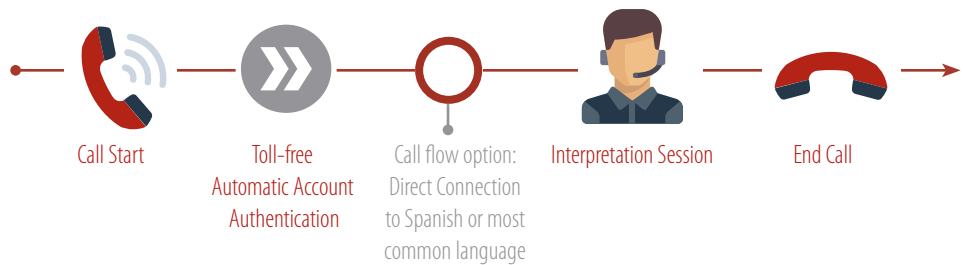 Call Start
Toll-free
Automatic Account
Authentication
Call flow option:
Direct Connection
to Spanish or most
common language
Interpretation Session
End Call